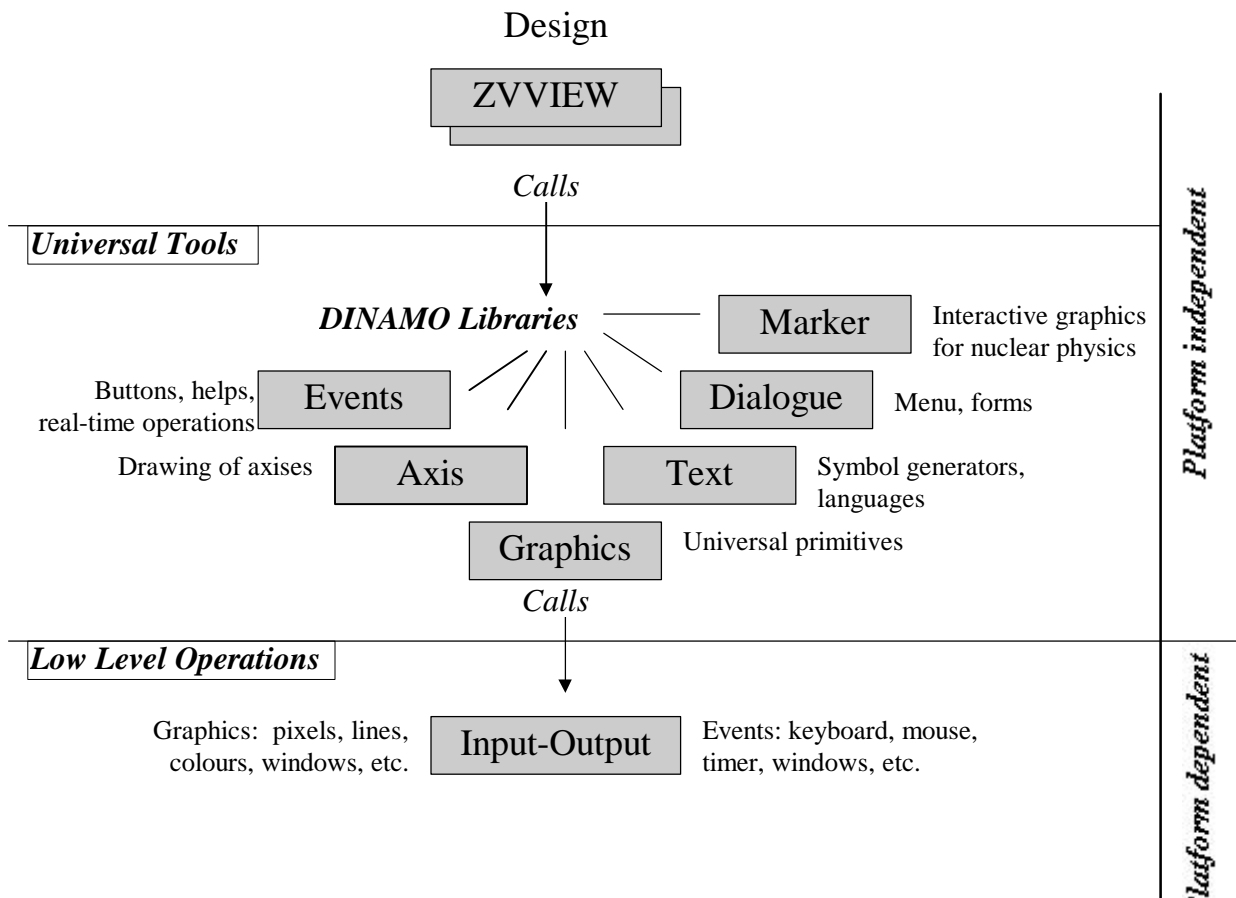 Design
ZVVIEW
Calls
Universal Tools
DINAMO Libraries
Marker
Interactive graphics
for nuclear physics
Buttons, helps,
real-time operations
Events
Dialogue
Menu, forms
Drawing of axises
Axis
Text
Symbol generators,
languages
Graphics
Universal primitives
Calls
Low Level Operations
Graphics: pixels, lines,
colours, windows, etc.
Input-Output
Events: keyboard, mouse,
timer, windows, etc.
Platform independent
Platform dependent